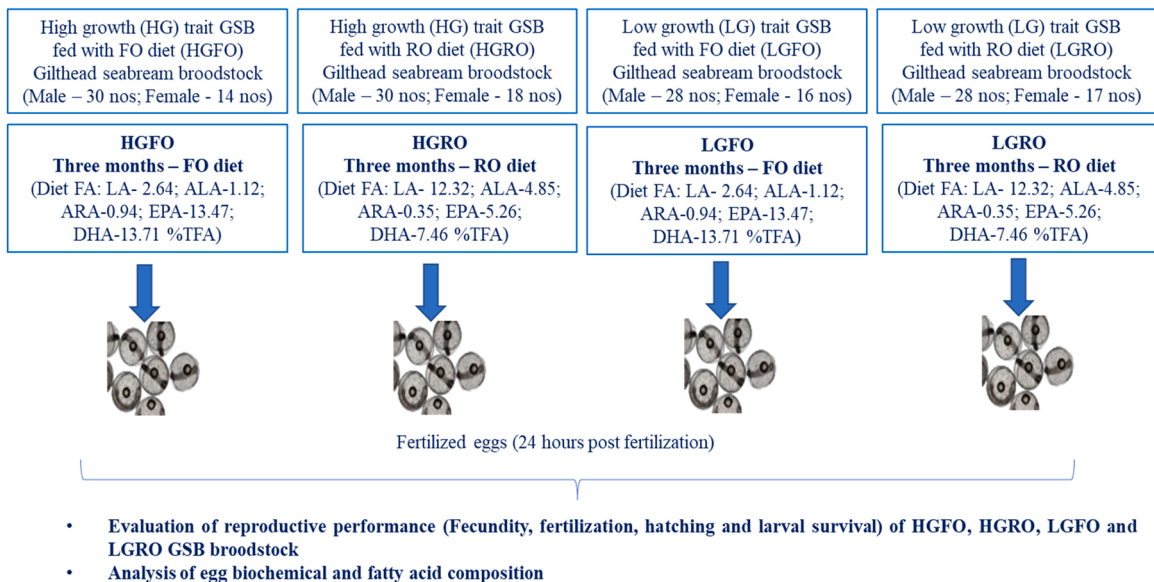 High growth (HG) trait GSB
fed with FO diet (HGFO)
Gilthead seabream broodstock
(Male – 30 nos; Female - 14 nos)
High growth (HG) trait GSB
fed with RO diet (HGRO)
Gilthead seabream broodstock
(Male – 30 nos; Female - 18 nos)
Low growth (LG) trait GSB
fed with FO diet (LGFO)
Gilthead seabream broodstock
(Male – 28 nos; Female - 16 nos)
Low growth (LG) trait GSB
fed with RO diet (LGRO)
Gilthead seabream broodstock
(Male – 28 nos; Female - 17 nos)
HGFO
Three months – FO diet
(Diet FA: LA- 2.64; ALA-1.12;
ARA-0.94; EPA-13.47;
DHA-13.71 %TFA)
HGRO
Three months – RO diet
(Diet FA: LA- 12.32; ALA-4.85;
ARA-0.35; EPA-5.26;
DHA-7.46 %TFA)
LGFO
Three months – FO diet
(Diet FA: LA- 2.64; ALA-1.12;
ARA-0.94; EPA-13.47;
DHA-13.71 %TFA)
LGRO
Three months – RO diet
(Diet FA: LA- 12.32; ALA-4.85;
ARA-0.35; EPA-5.26;
DHA-7.46 %TFA)
Fertilized eggs (24 hours post fertilization)
• Evaluation of reproductive performance (Fecundity, fertilization, hatching and larval survival) of HGFO, HGRO, LGFO and
LGRO GSB broodstock
• Analysis of egg biochemical and fatty acid composition